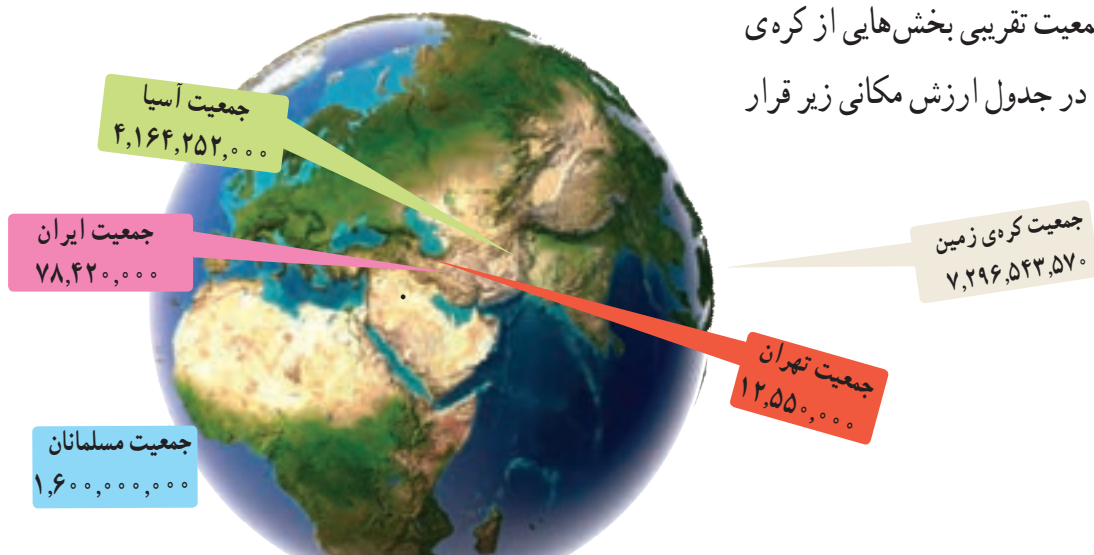 معیت تقریبی بخش‌هایی از کره‌ی
در جدول ارزش مکانی زیر قرار
جمعیت آسیا
۴,۱۶۴,۲۵۲,۰۰۰
جمعیت کره‌ی زمین
۷,۲۹۶,۵۴۳,۵۷۰
جمعیت ایران
۷۸,۴۲۰,۰۰۰
جمعیت تهران
۱۲,۵۵۰,۰۰۰
جمعیت مسلمانان
۱,۶۰۰,۰۰۰,۰۰۰